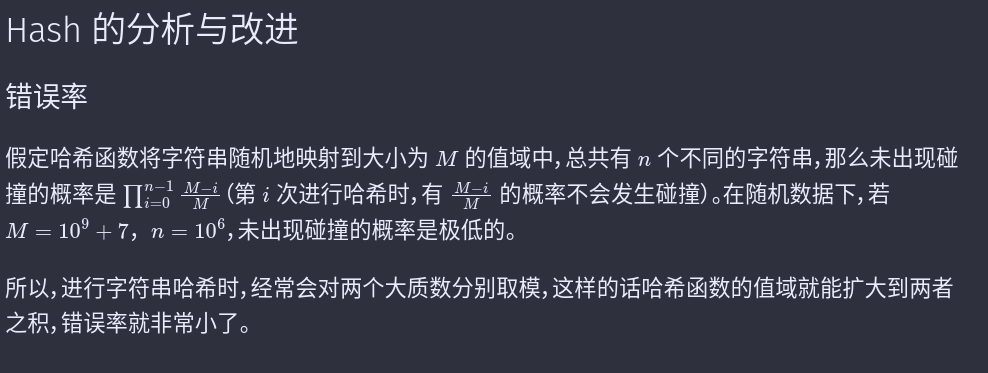 Hash 的分析与改进
错误率
假定哈希函数将字符串随机地映射到大小为 M 的值域中，总共有 n 个不同的字符串，那么未出现碰
撞的概率是 ∏_{i=0}^{n−1} \frac{M−i}{M}（第 i 次进行哈希时，有 \frac{M−i}{M} 的概率不会发生碰撞）。在随机数据下，若
M = 10^9 + 7，n = 10^6，未出现碰撞的概率是极低的。
所以，进行字符串哈希时，经常会对两个大质数分别取模，这样的话哈希函数的值域就能扩大到两者
之积，错误率就非常小了。